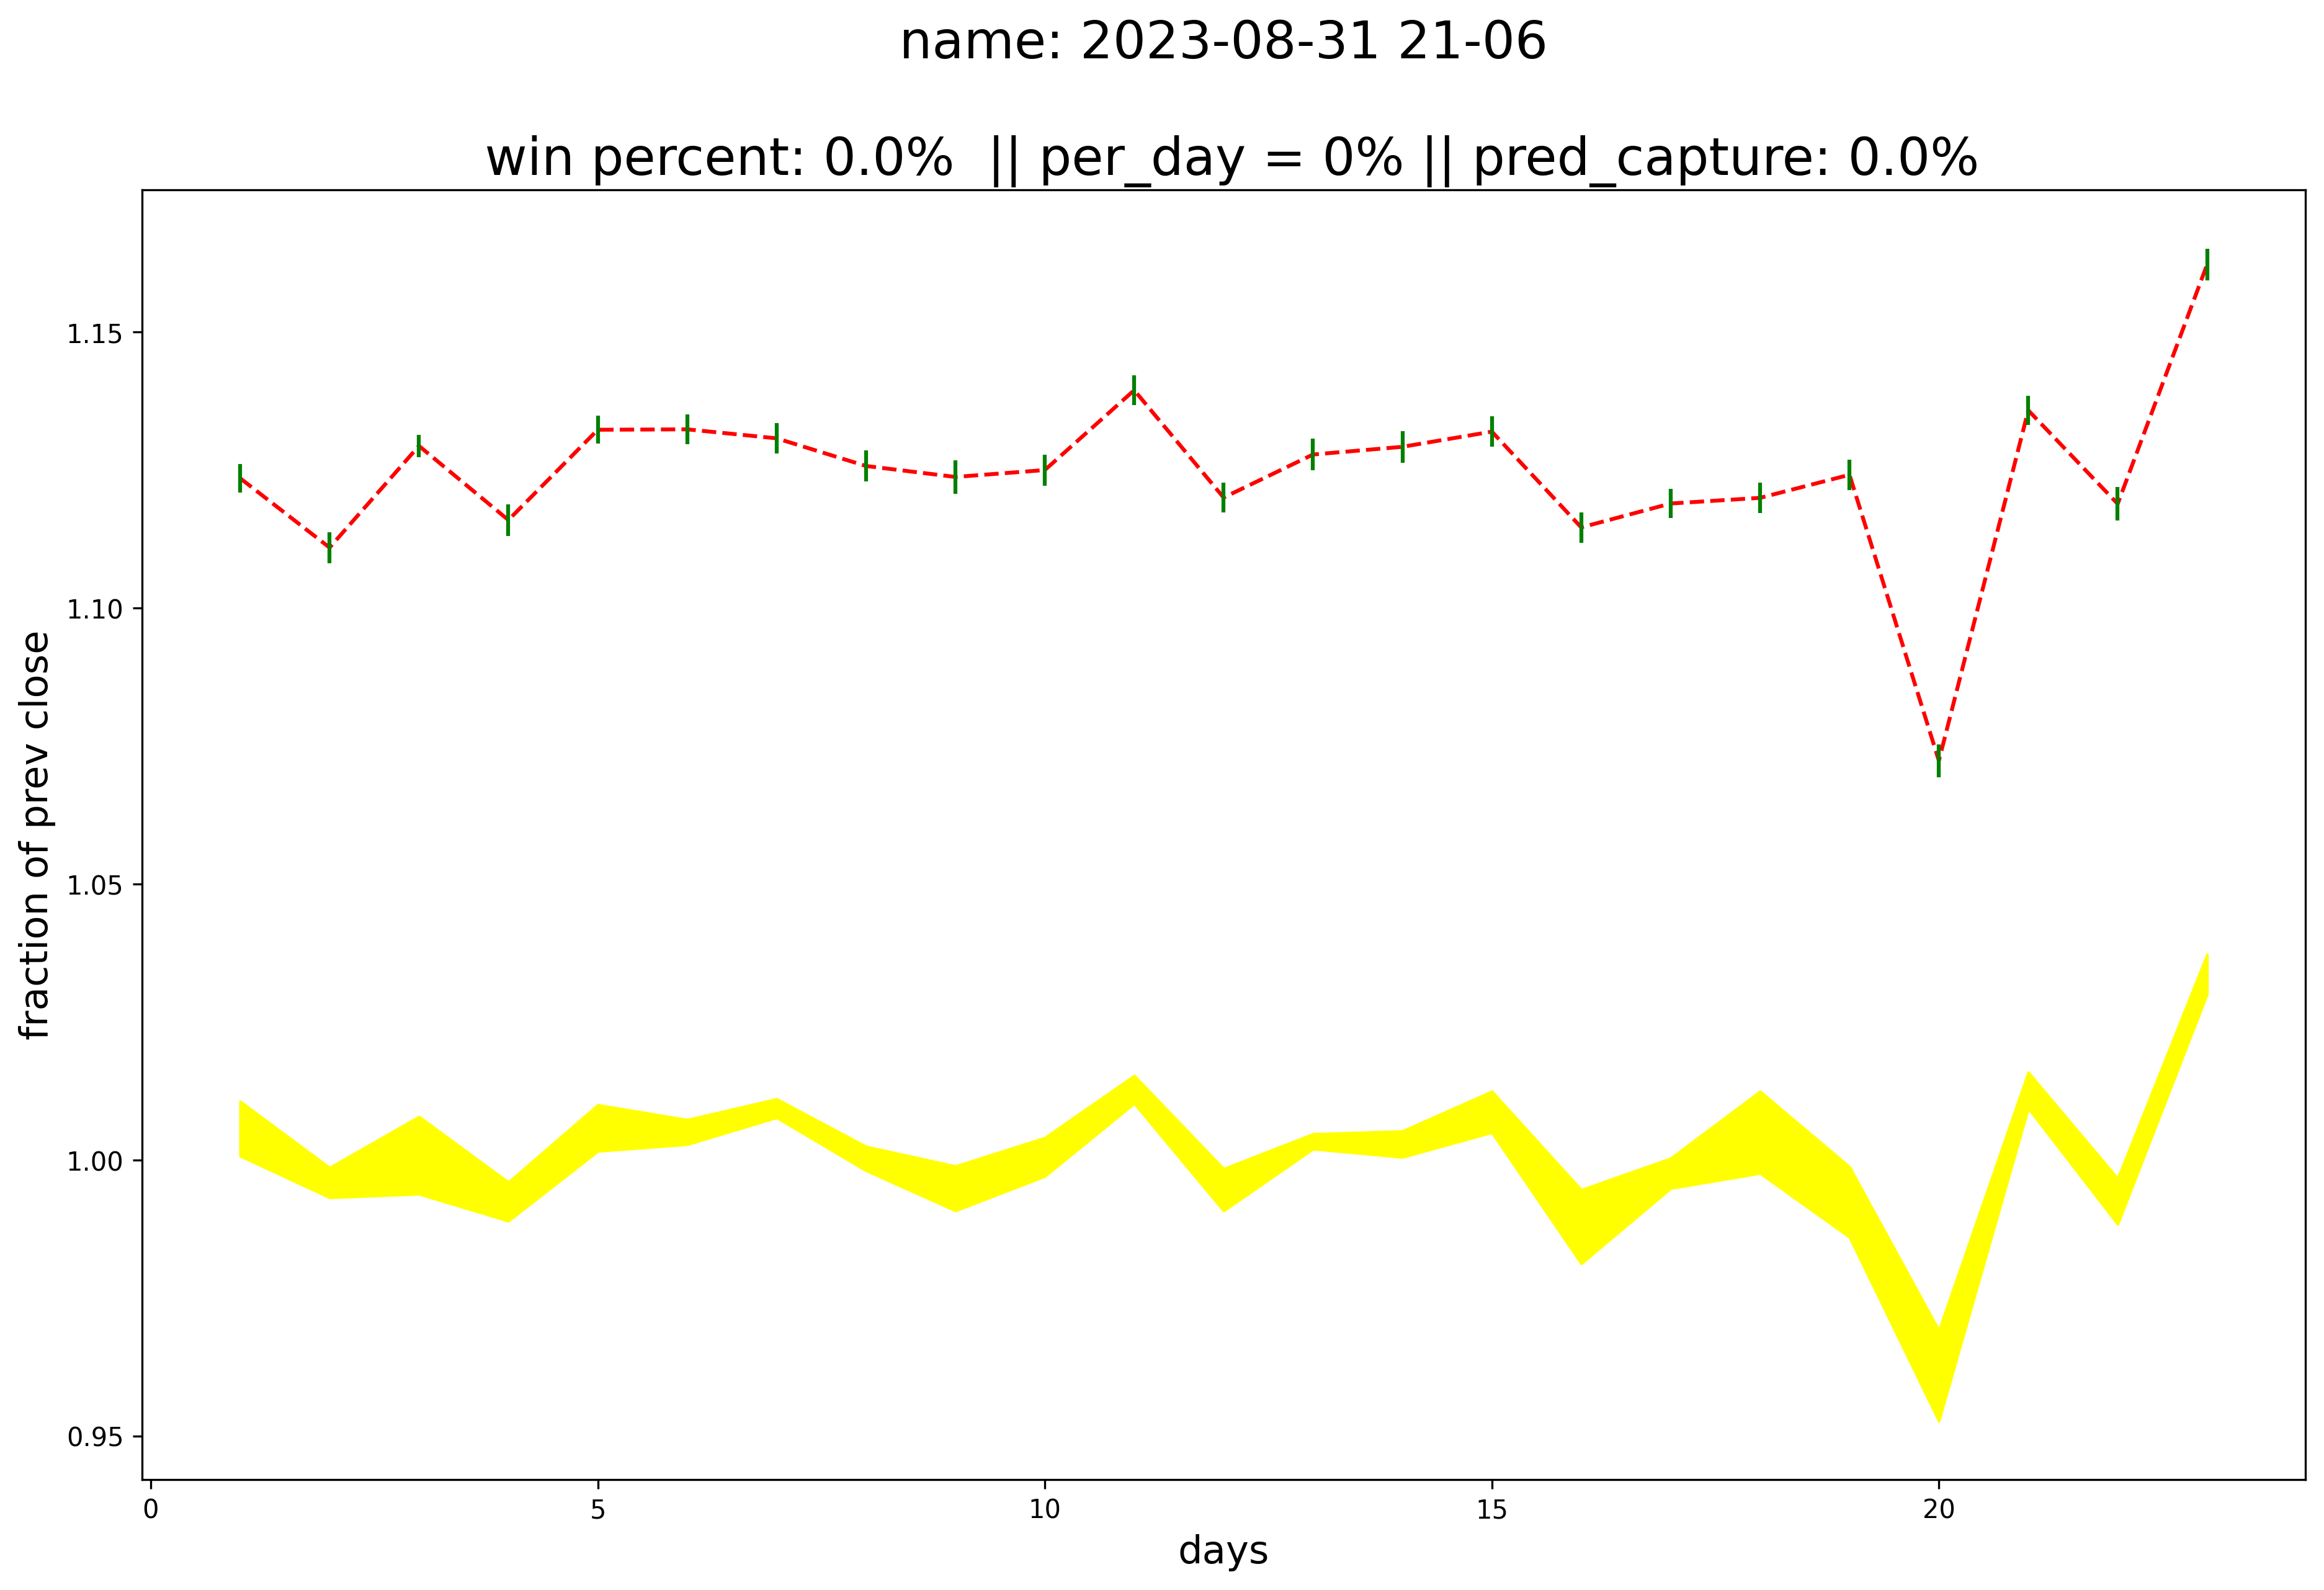 name: 2023-08-31 21-06
win percent: 0.0%  || per_day = 0% || pred_capture: 0.0%
1.15
1.10
1.05
1.00
0.95
fraction of prev close
0 5 10 15 20
days